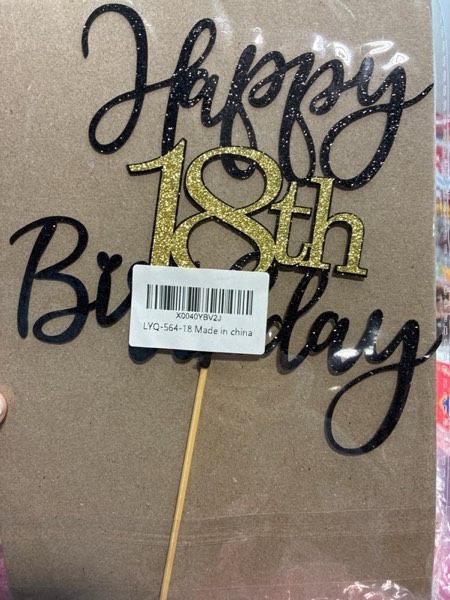 Happy
18th
Birthday
X0040YBV2J
LYQ-564-18 Made in china